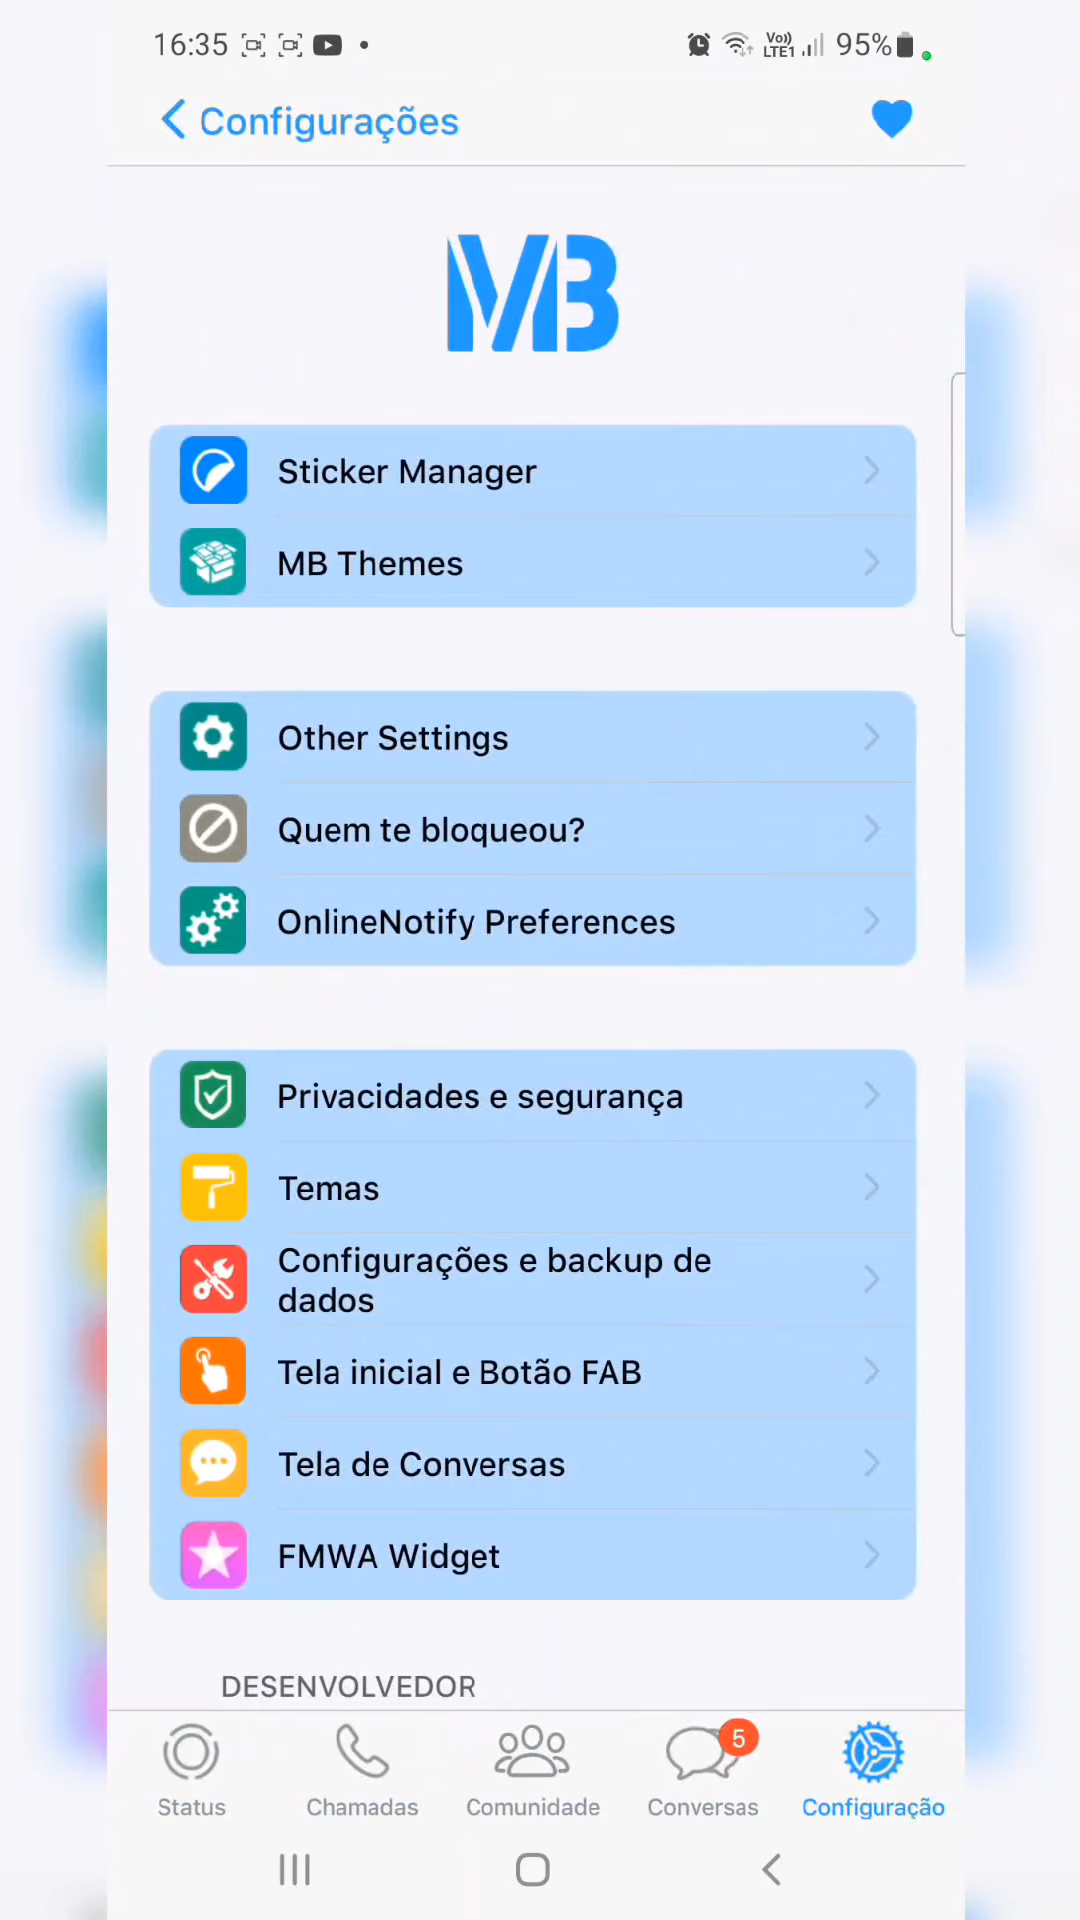 16:35
Vo))
LTE1
95%
Configurações
MB
Sticker Manager
MB Themes
Other Settings
Quem te bloqueou?
OnlineNotify Preferences
Privacidades e segurança
Temas
Configurações e backup de
dados
Tela inicial e Botão FAB
Tela de Conversas
FMWA Widget
DESENVOLVEDOR
5
Status
Chamadas
Comunidade
Conversas
Configuração